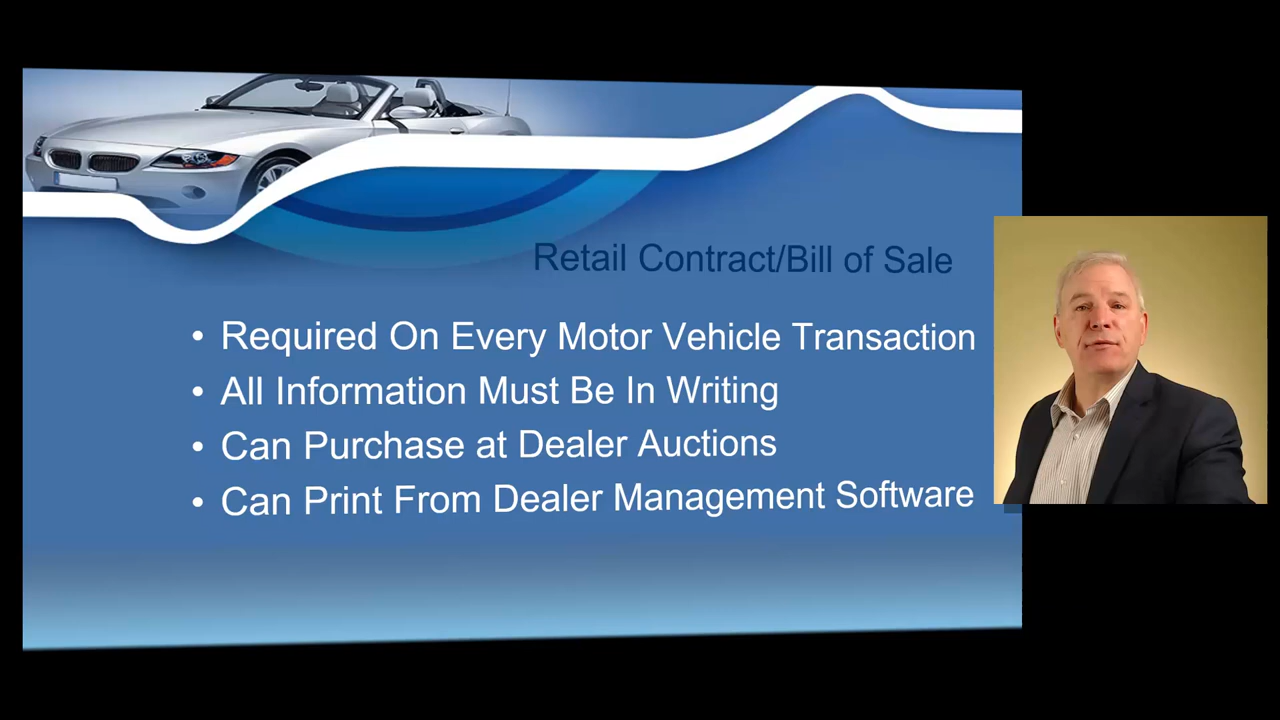 Retail Contract/Bill of Sale
• Required On Every Motor Vehicle Transaction
• All Information Must Be In Writing
• Can Purchase at Dealer Auctions
• Can Print From Dealer Management Software